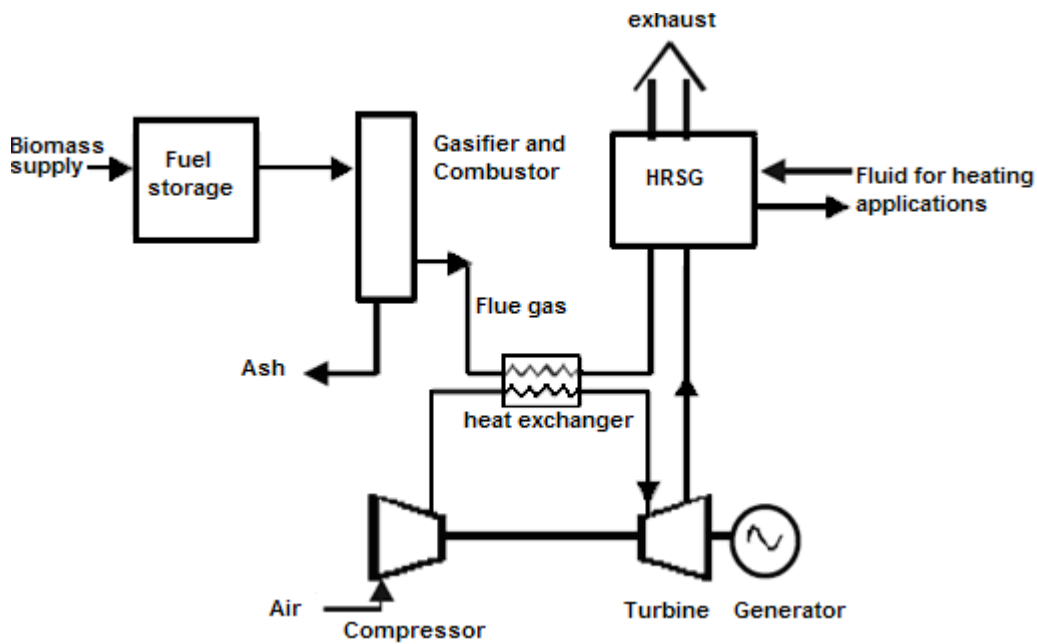 exhaust
Biomass
supply
Fuel
storage
Gasifier and
Combustor
HRSG
Fluid for heating
applications
Flue gas
Ash
heat exchanger
Air
Compressor
Turbine
Generator